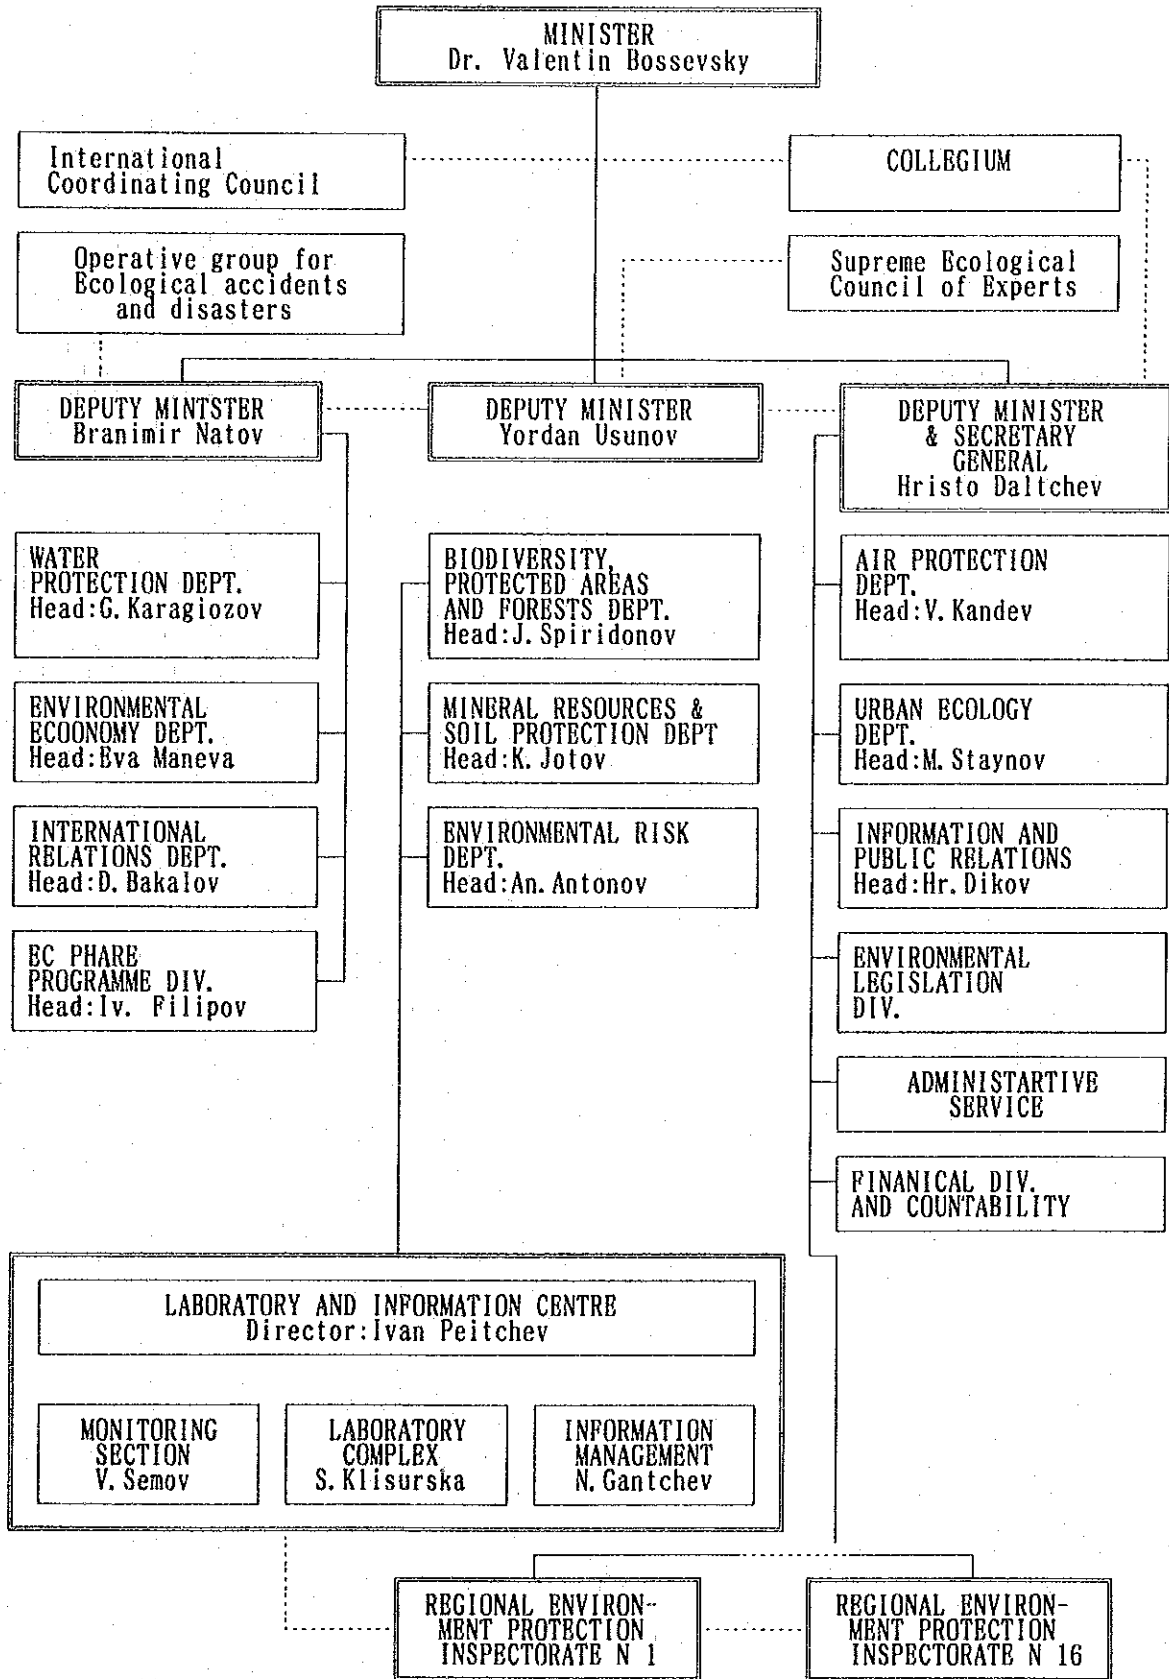 MINISTER
Dr. Valentin Bossevsky
International
Coordinating Council
COLLEGIUM
Operative group for
Ecological accidents
and disasters
Supreme Ecological
Council of Experts
DEPUTY MINTSTER
Branimir Natov
DEPUTY MINISTER
Yordan Usunov
DEPUTY MINISTER
& SECRETARY
GENERAL
Hristo Daltchev
WATER
PROTECTION DEPT.
Head:G. Karagiozov
BIODIVERSITY,
PROTECTED AREAS
AND FORESTS DEPT.
Head:J. Spiridonov
AIR PROTECTION
DEPT.
Head:V. Kandev
ENVIRONMENTAL
ECOONOMY DEPT.
Head:Eva Maneva
MINERAL RESOURCES &
SOIL PROTECTION DEPT
Head:K. Jotov
URBAN ECOLOGY
DEPT.
Head:M. Staynov
INTERNATIONAL
RELATIONS DEPT.
Head:D. Bakalov
ENVIRONMENTAL RISK
DEPT.
Head:An. Antonov
INFORMATION AND
PUBLIC RELATIONS
Head:Hr. Dikov
EC PHARE
PROGRAMME DIV.
Head:Iv. Filipov
ENVIRONMENTAL
LEGISLATION
DIV.
ADMINISTARTIVE
SERVICE
FINANICAL DIV.
AND COUNTABILITY
LABORATORY AND INFORMATION CENTRE
Director:Ivan Peitchev
MONITORING
SECTION
V. Semov
LABORATORY
COMPLEX
S. Klisurska
INFORMATION
MANAGEMENT
N. Gantchev
REGIONAL ENVIRON-
MENT PROTECTION
INSPECTORATE N 1
REGIONAL ENVIRON-
MENT PROTECTION
INSPECTORATE N 16